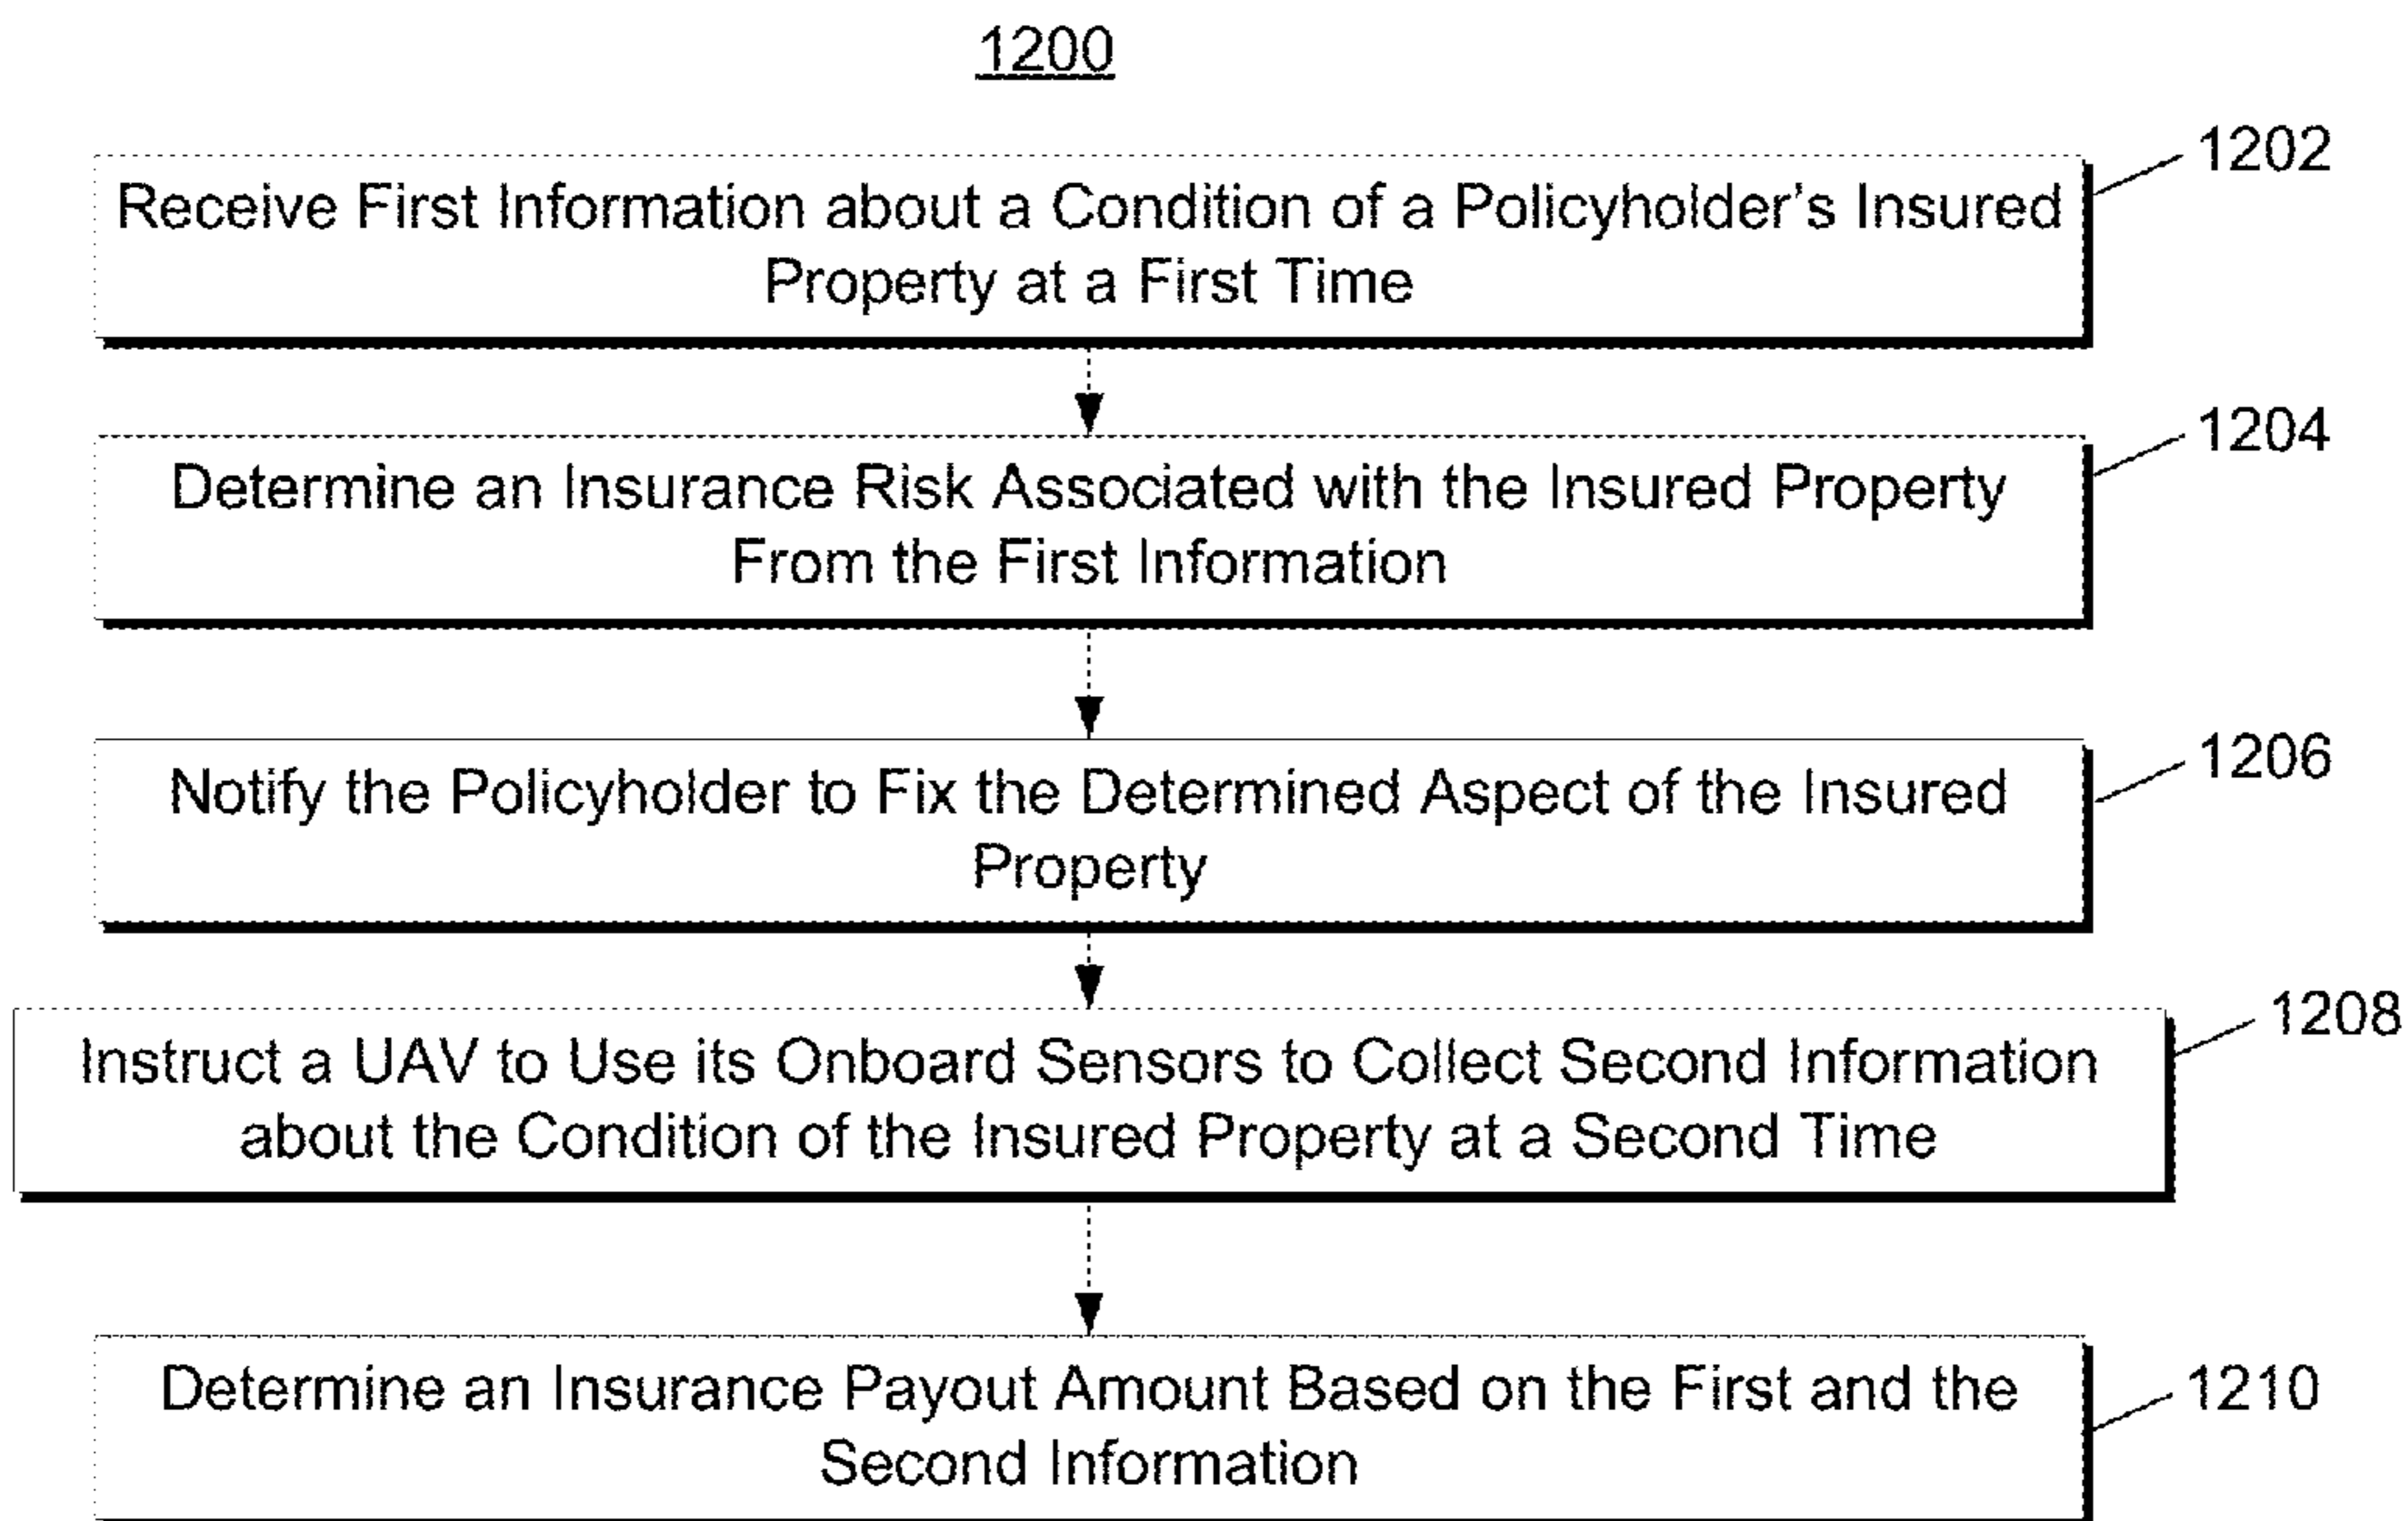 1200
1202
Receive First Information about a Condition of a Policyholder's Insured
Property at a First Time
1204
Determine an Insurance Risk Associated with the Insured Property
From the First Information
1206
Notify the Policyholder to Fix the Determined Aspect of the Insured
Property
1208
Instruct a UAV to Use its Onboard Sensors to Collect Second Information
about the Condition of the Insured Property at a Second Time
1210
Determine an Insurance Payout Amount Based on the First and the
Second Information